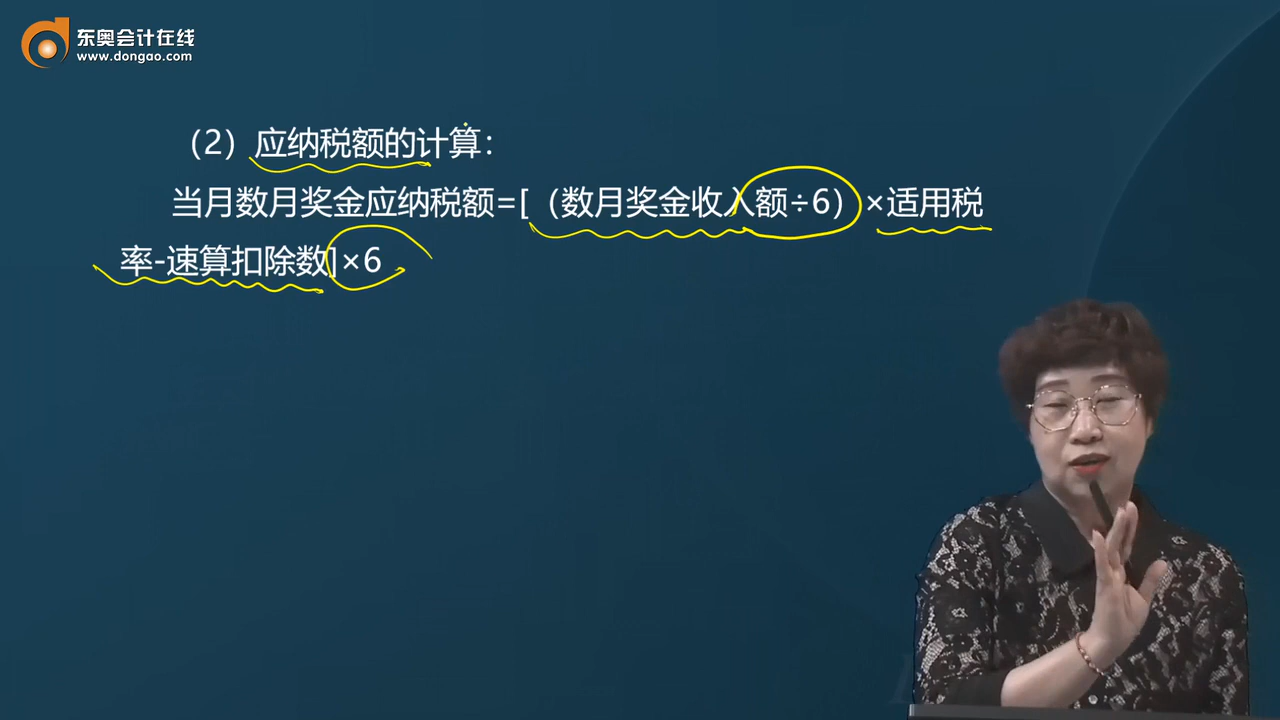 东奥会计在线
www.dongao.com
（2）应纳税额的计算：
当月数月奖金应纳税额=[（数月奖金收入额÷6）×适用税
率-速算扣除数]×6